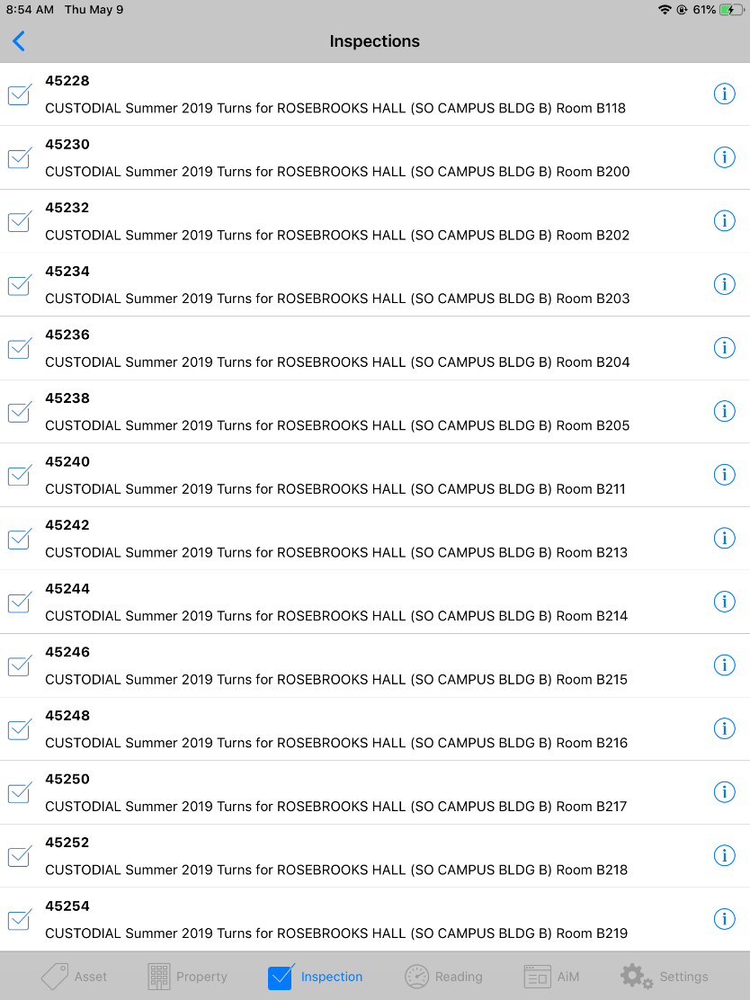 8:54 AM Thu May 9 61%
Inspections
45228
CUSTODIAL Summer 2019 Turns for ROSEBROOKS HALL (SO CAMPUS BLDG B) Room B118
45230
CUSTODIAL Summer 2019 Turns for ROSEBROOKS HALL (SO CAMPUS BLDG B) Room B200
45232
CUSTODIAL Summer 2019 Turns for ROSEBROOKS HALL (SO CAMPUS BLDG B) Room B202
45234
CUSTODIAL Summer 2019 Turns for ROSEBROOKS HALL (SO CAMPUS BLDG B) Room B203
45236
CUSTODIAL Summer 2019 Turns for ROSEBROOKS HALL (SO CAMPUS BLDG B) Room B204
45238
CUSTODIAL Summer 2019 Turns for ROSEBROOKS HALL (SO CAMPUS BLDG B) Room B205
45240
CUSTODIAL Summer 2019 Turns for ROSEBROOKS HALL (SO CAMPUS BLDG B) Room B211
45242
CUSTODIAL Summer 2019 Turns for ROSEBROOKS HALL (SO CAMPUS BLDG B) Room B213
45244
CUSTODIAL Summer 2019 Turns for ROSEBROOKS HALL (SO CAMPUS BLDG B) Room B214
45246
CUSTODIAL Summer 2019 Turns for ROSEBROOKS HALL (SO CAMPUS BLDG B) Room B215
45248
CUSTODIAL Summer 2019 Turns for ROSEBROOKS HALL (SO CAMPUS BLDG B) Room B216
45250
CUSTODIAL Summer 2019 Turns for ROSEBROOKS HALL (SO CAMPUS BLDG B) Room B217
45252
CUSTODIAL Summer 2019 Turns for ROSEBROOKS HALL (SO CAMPUS BLDG B) Room B218
45254
CUSTODIAL Summer 2019 Turns for ROSEBROOKS HALL (SO CAMPUS BLDG B) Room B219
Asset Property Inspection Reading AiM Settings